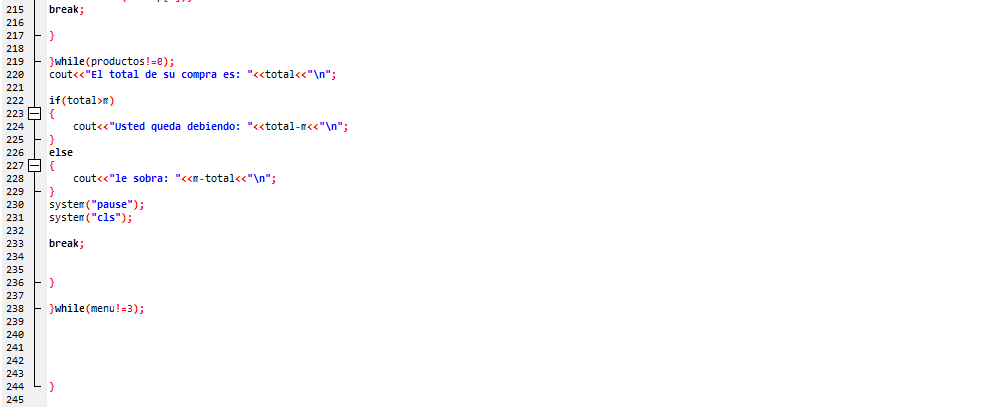 215 break;
216
217 }
218
219 }while(productos!=0);
220 cout<<"El total de su compra es: "<<total<<"\n";
221
222 if(total>m)
223 {
224 cout<<"Usted queda debiendo: "<<total-m<<"\n";
225 }
226 else
227 {
228 cout<<"le sobra: "<<m-total<<"\n";
229 }
230 system("pause");
231 system("cls");
232
233 break;
234
235
236 }
237
238 }while(menu!=3);
239
240
241
242
243
244 }
245